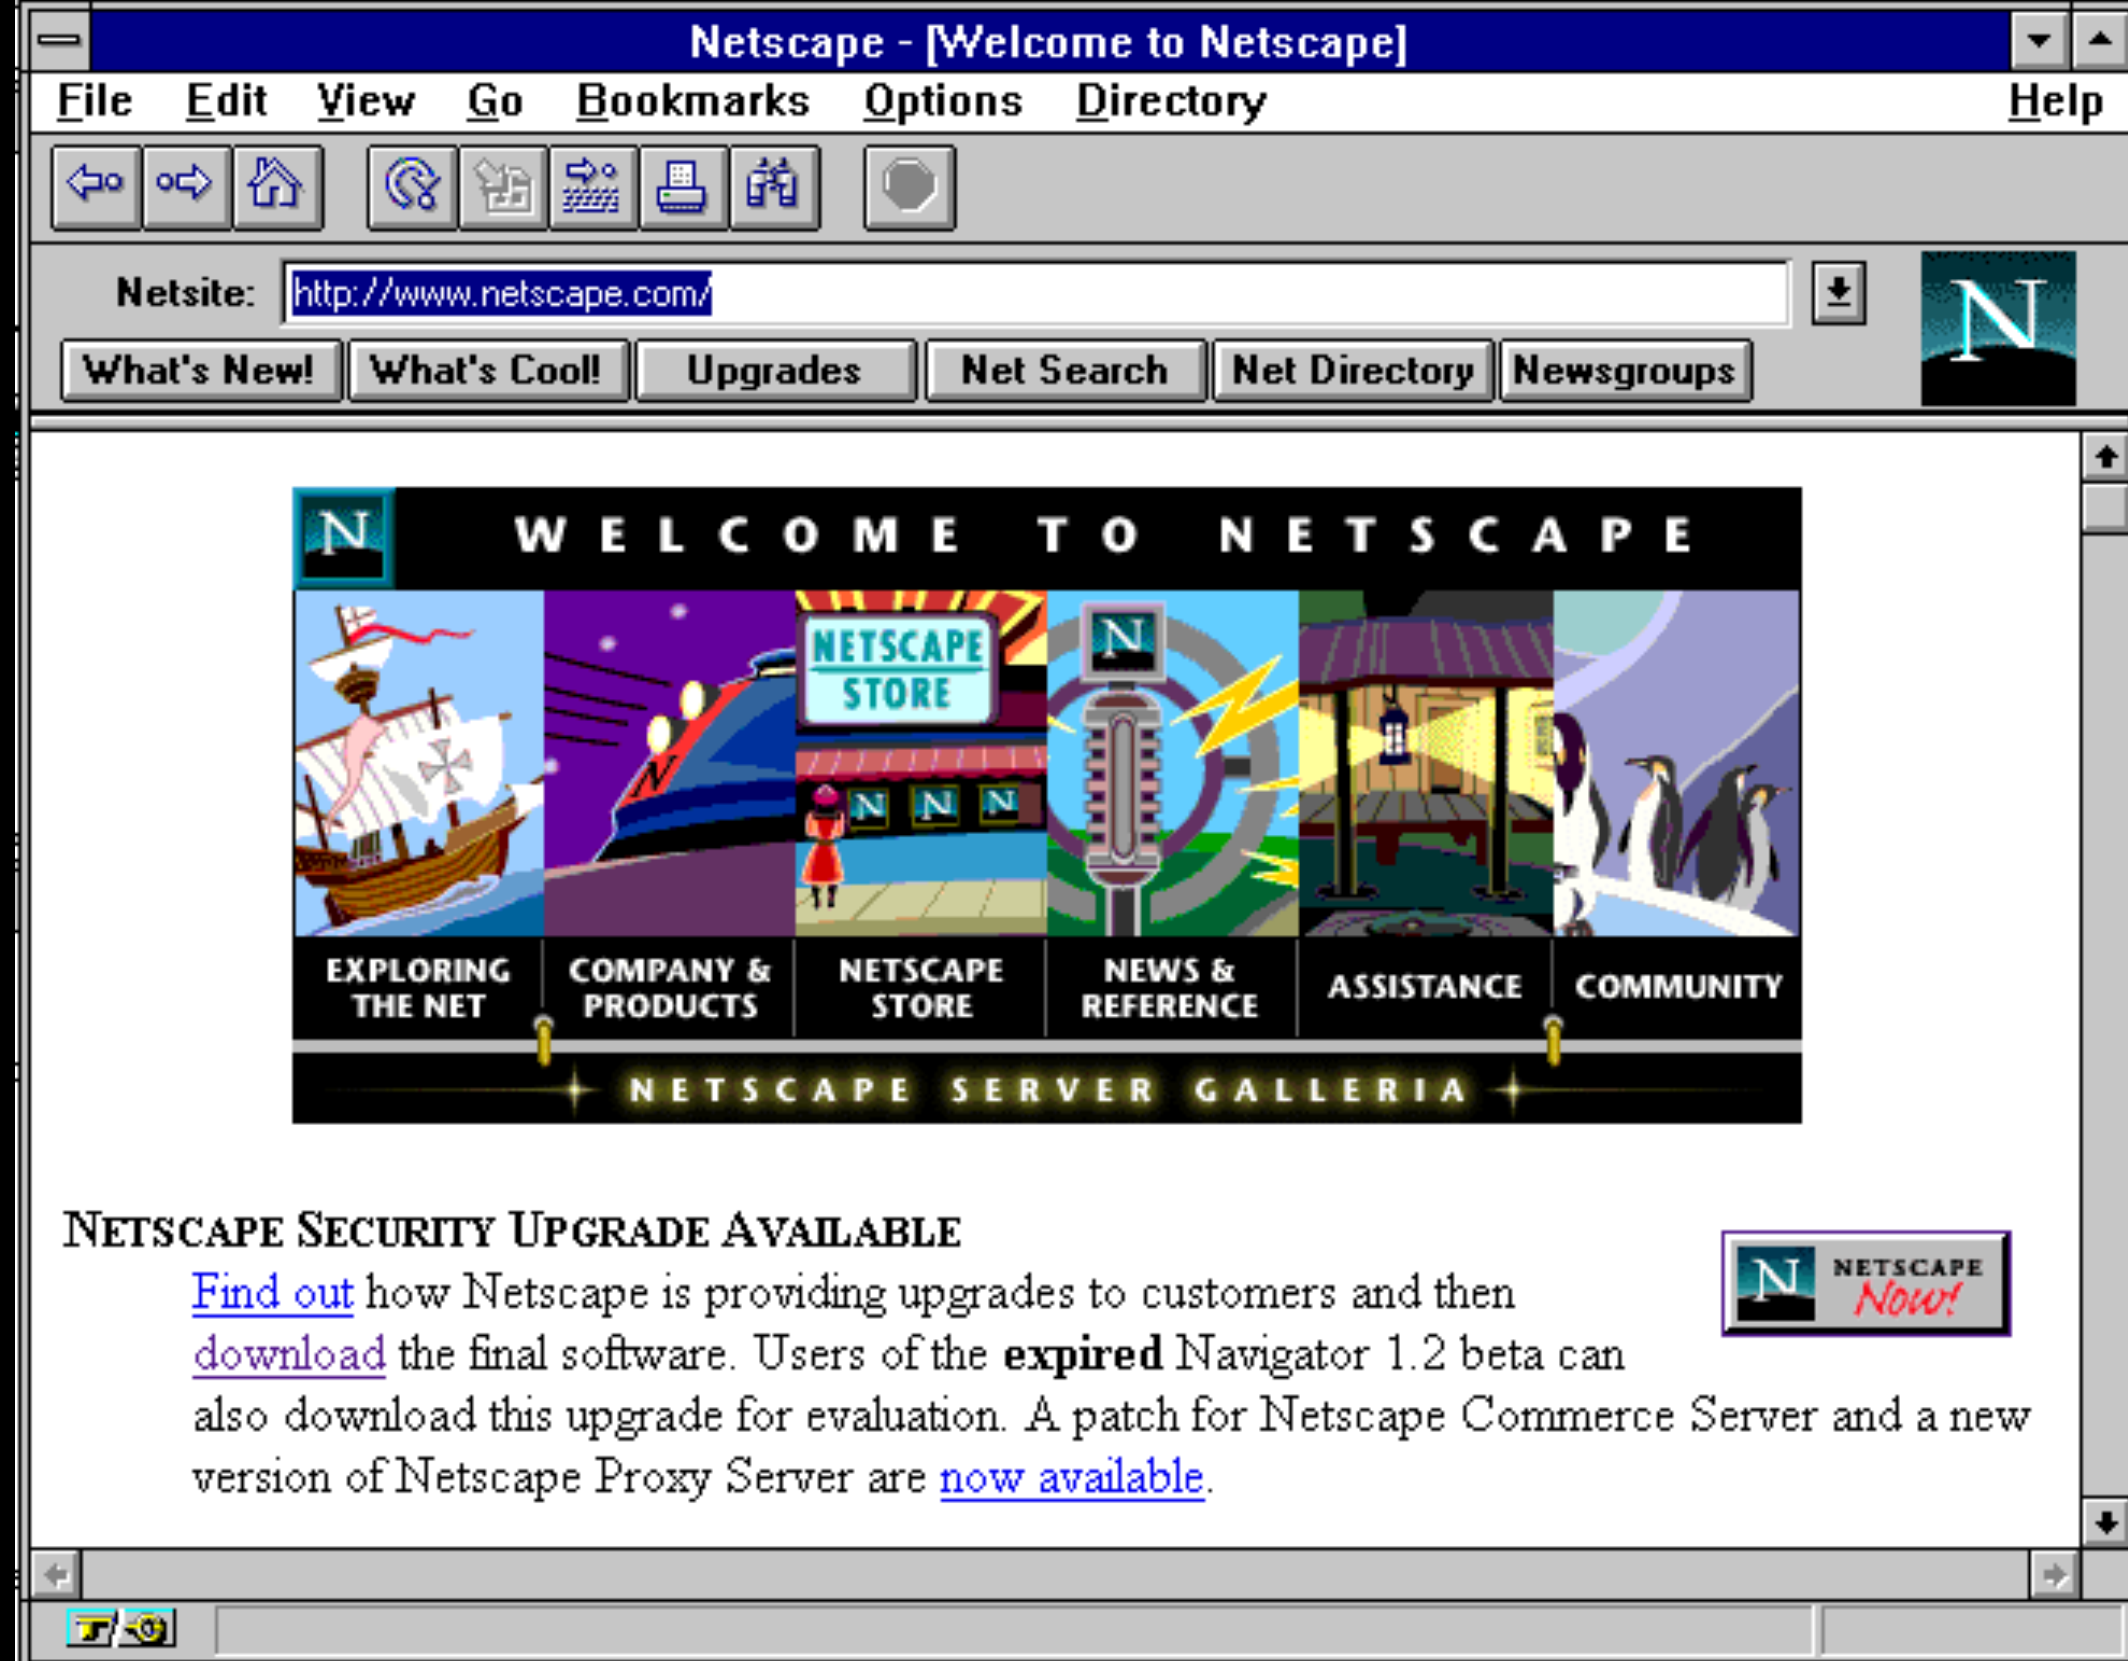 Netscape - [Welcome to Netscape]
File Edit View Go Bookmarks Options Directory Help
Netsite: http://www.netscape.com/
N
What's New! What's Cool! Upgrades Net Search Net Directory Newsgroups
N WELCOME TO NETSCAPE
NETSCAPE
STORE
N
N
N N N
EXPLORING
THE NET
COMPANY &
PRODUCTS
NETSCAPE
STORE
NEWS &
REFERENCE
ASSISTANCE
COMMUNITY
NETSCAPE SERVER GALLERIA
NETSCAPE SECURITY UPGRADE AVAILABLE
N NETSCAPE
Now!
Find out how Netscape is providing upgrades to customers and then
download the final software. Users of the expired Navigator 1.2 beta can
also download this upgrade for evaluation. A patch for Netscape Commerce Server and a new
version of Netscape Proxy Server are now available.